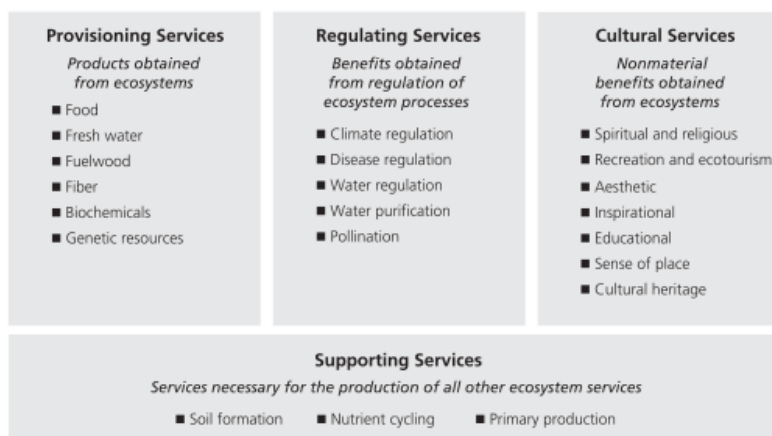 Provisioning Services
Products obtained
from ecosystems
■ Food
■ Fresh water
■ Fuelwood
■ Fiber
■ Biochemicals
■ Genetic resources
Regulating Services
Benefits obtained
from regulation of
ecosystem processes
■ Climate regulation
■ Disease regulation
■ Water regulation
■ Water purification
■ Pollination
Cultural Services
Nonmaterial
benefits obtained
from ecosystems
■ Spiritual and religious
■ Recreation and ecotourism
■ Aesthetic
■ Inspirational
■ Educational
■ Sense of place
■ Cultural heritage
Supporting Services
Services necessary for the production of all other ecosystem services
■ Soil formation ■ Nutrient cycling ■ Primary production